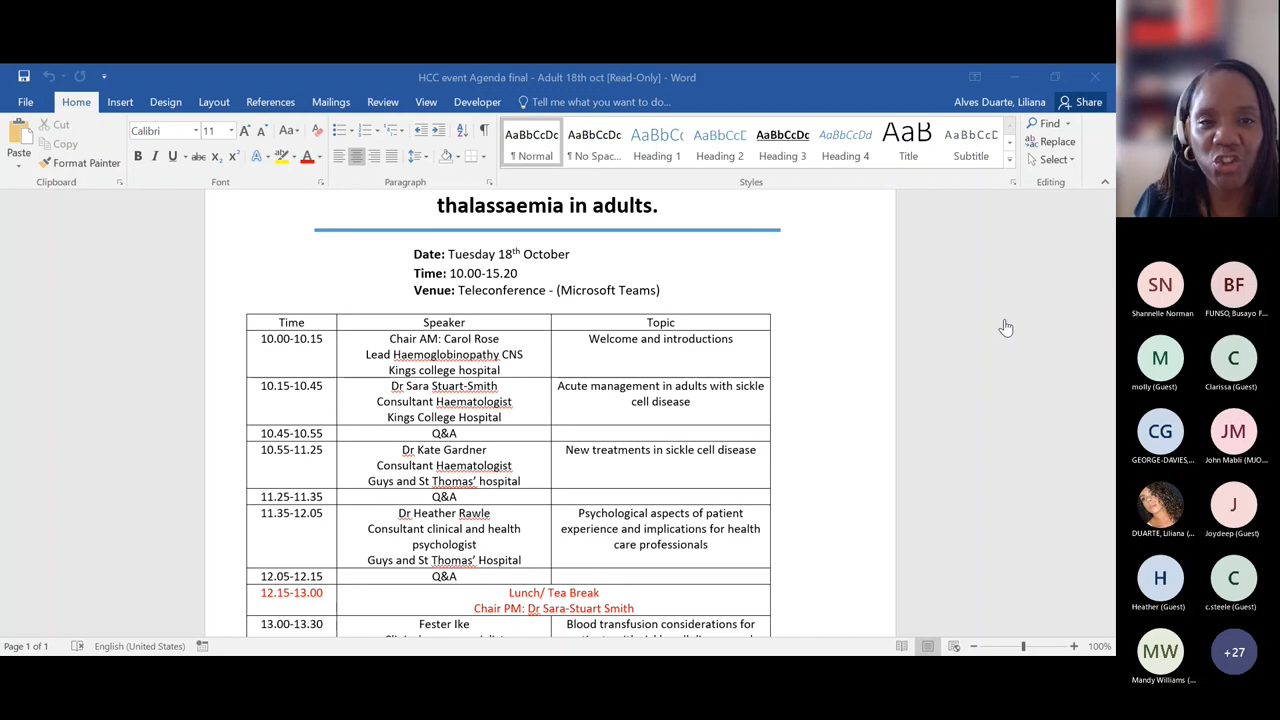 HCC event Agenda final - Adult 18th oct [Read-Only] - Word
File Home Insert Design Layout References Mailings Review View Developer Tell me what you want to do... Alves Duarte, Liliana Share
Paste
Cut
Copy
Format Painter
Clipboard
Calibri 11
Font
Paragraph
AaBbCcDc AaBbCcDc AaBbCc AaBbCcD AaBbCcDc AaBbCcDd AaB AaBbCcD
¶ Normal ¶ No Spac... Heading 1 Heading 2 Heading 3 Heading 4 Title Subtitle
Styles
Find
Replace
Select
Editing
thalassaemia in adults.
Date: Tuesday 18th October
Time: 10.00-15.20
Venue: Teleconference - (Microsoft Teams)
Time Speaker Topic
10.00-10.15 Chair AM: Carol Rose Welcome and introductions
Lead Haemoglobinopathy CNS
Kings college hospital
10.15-10.45 Dr Sara Stuart-Smith Acute management in adults with sickle
Consultant Haematologist cell disease
Kings College Hospital
10.45-10.55 Q&A
10.55-11.25 Dr Kate Gardner New treatments in sickle cell disease
Consultant Haematologist
Guys and St Thomas' hospital
11.25-11.35 Q&A
11.35-12.05 Dr Heather Rawle Psychological aspects of patient
Consultant clinical and health experience and implications for health
psychologist care professionals
Guys and St Thomas' Hospital
12.05-12.15 Q&A
12.15-13.00 Lunch/ Tea Break
Chair PM: Dr Sara-Stuart Smith
13.00-13.30 Fester Ike Blood transfusion considerations for
Page 1 of 1 English (United States) 100%
SN BF
Shannelle Norman FUNSO, Busayo F...
M C
molly (Guest) Clarissa (Guest)
CG JM
GEORGE-DAVIES,... John Mabli (MJO...
J
DUARTE, Liliana (... Joydeep (Guest)
H C
Heather (Guest) c.steele (Guest)
MW +27
Mandy Williams (...